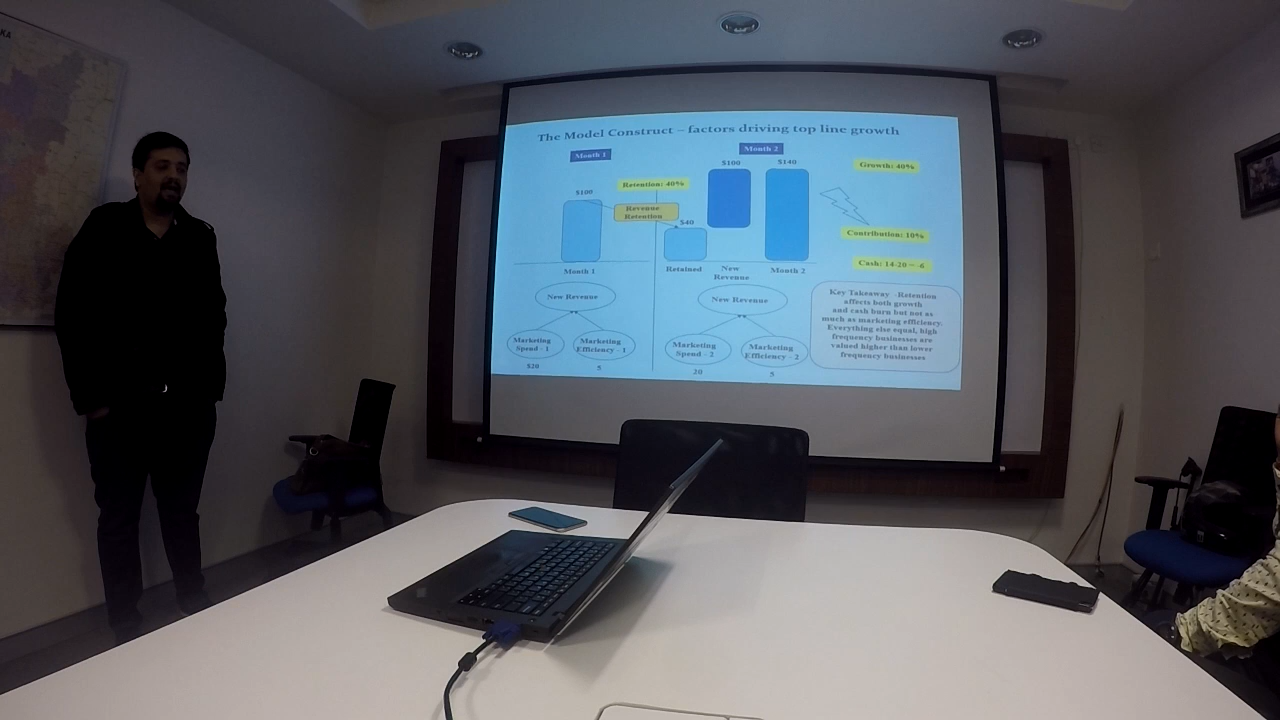 KA
The Model Construct – factors driving top line growth
Month 1
Month 2
$100
$140
Growth: 40%
Retention: 40%
$100
Revenue
Retention
$40
Contribution: 10%
Cash: 14-20 = -6
Month 1
Retained
New
Revenue
Month 2
New Revenue
New Revenue
Key Takeaway – Retention
affects both growth
and cash burn but not as
much as marketing efficiency.
Everything else equal, high
frequency businesses are
valued higher than lower
frequency businesses
Marketing
Spend - 1
Marketing
Efficiency - 1
Marketing
Spend - 2
Marketing
Efficiency - 2
$20
5
20
5